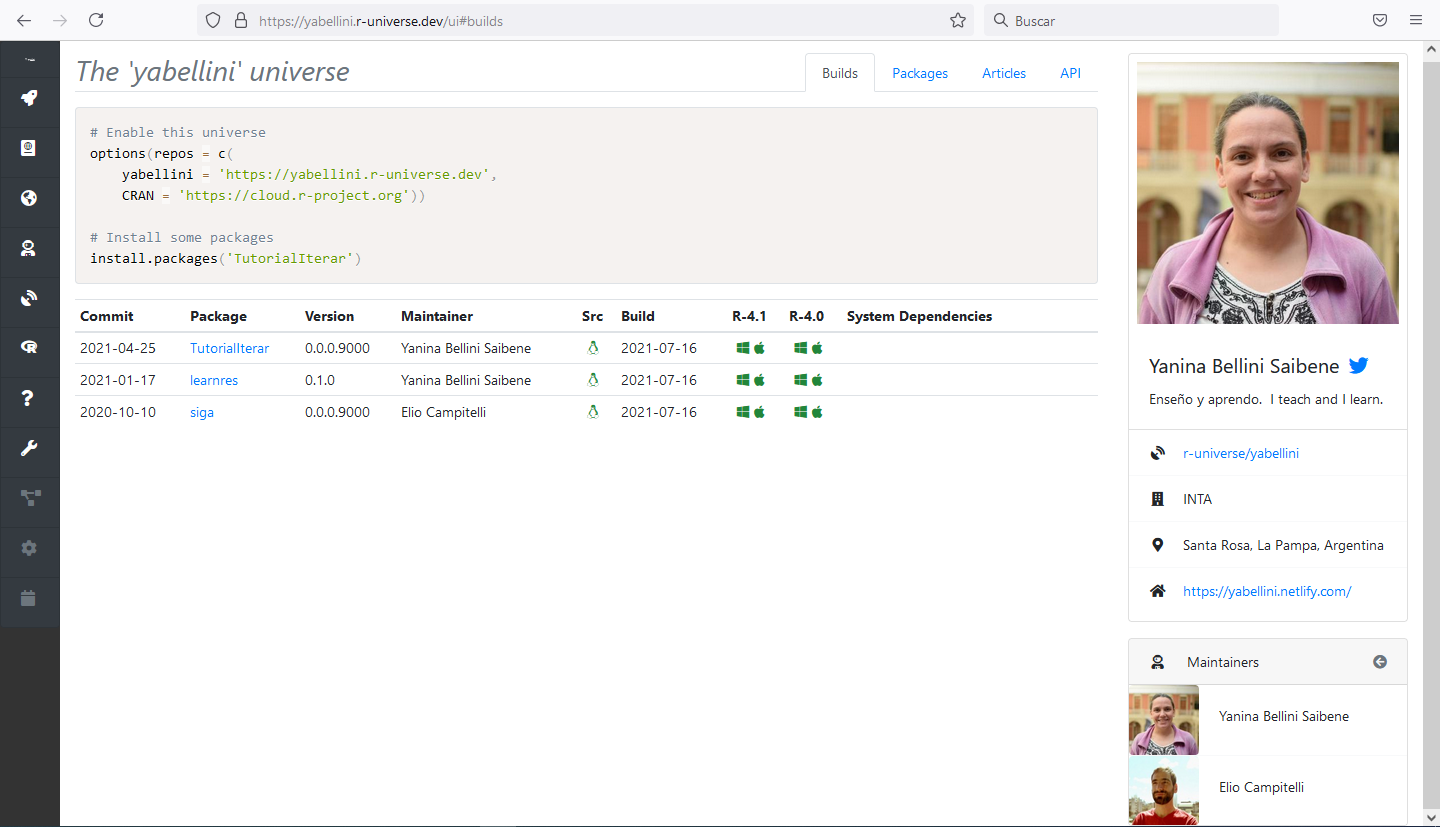 https://yabellini.r-universe.dev/ui#builds
Buscar
The 'yabellini' universe
Builds Packages Articles API
# Enable this universe
options(repos = c(
    yabellini = 'https://yabellini.r-universe.dev',
    CRAN = 'https://cloud.r-project.org'))
# Install some packages
install.packages('TutorialIterar')
Commit Package Version Maintainer Src Build R-4.1 R-4.0 System Dependencies
2021-04-25 TutorialIterar 0.0.0.9000 Yanina Bellini Saibene 2021-07-16
2021-01-17 learnres 0.1.0 Yanina Bellini Saibene 2021-07-16
2020-10-10 siga 0.0.0.9000 Elio Campitelli 2021-07-16
Yanina Bellini Saibene
Enseño y aprendo.  I teach and I learn.
r-universe/yabellini
INTA
Santa Rosa, La Pampa, Argentina
https://yabellini.netlify.com/
Maintainers
Yanina Bellini Saibene
Elio Campitelli